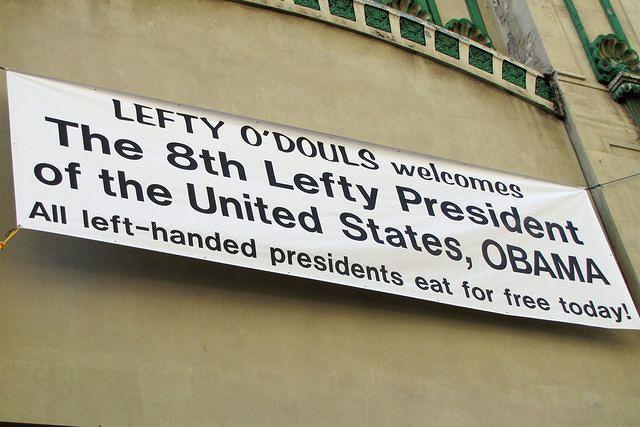 LEFTY O'DOULS welcomes
The 8th Lefty President
of the United States, OBAMA
All left-handed presidents eat for free today!